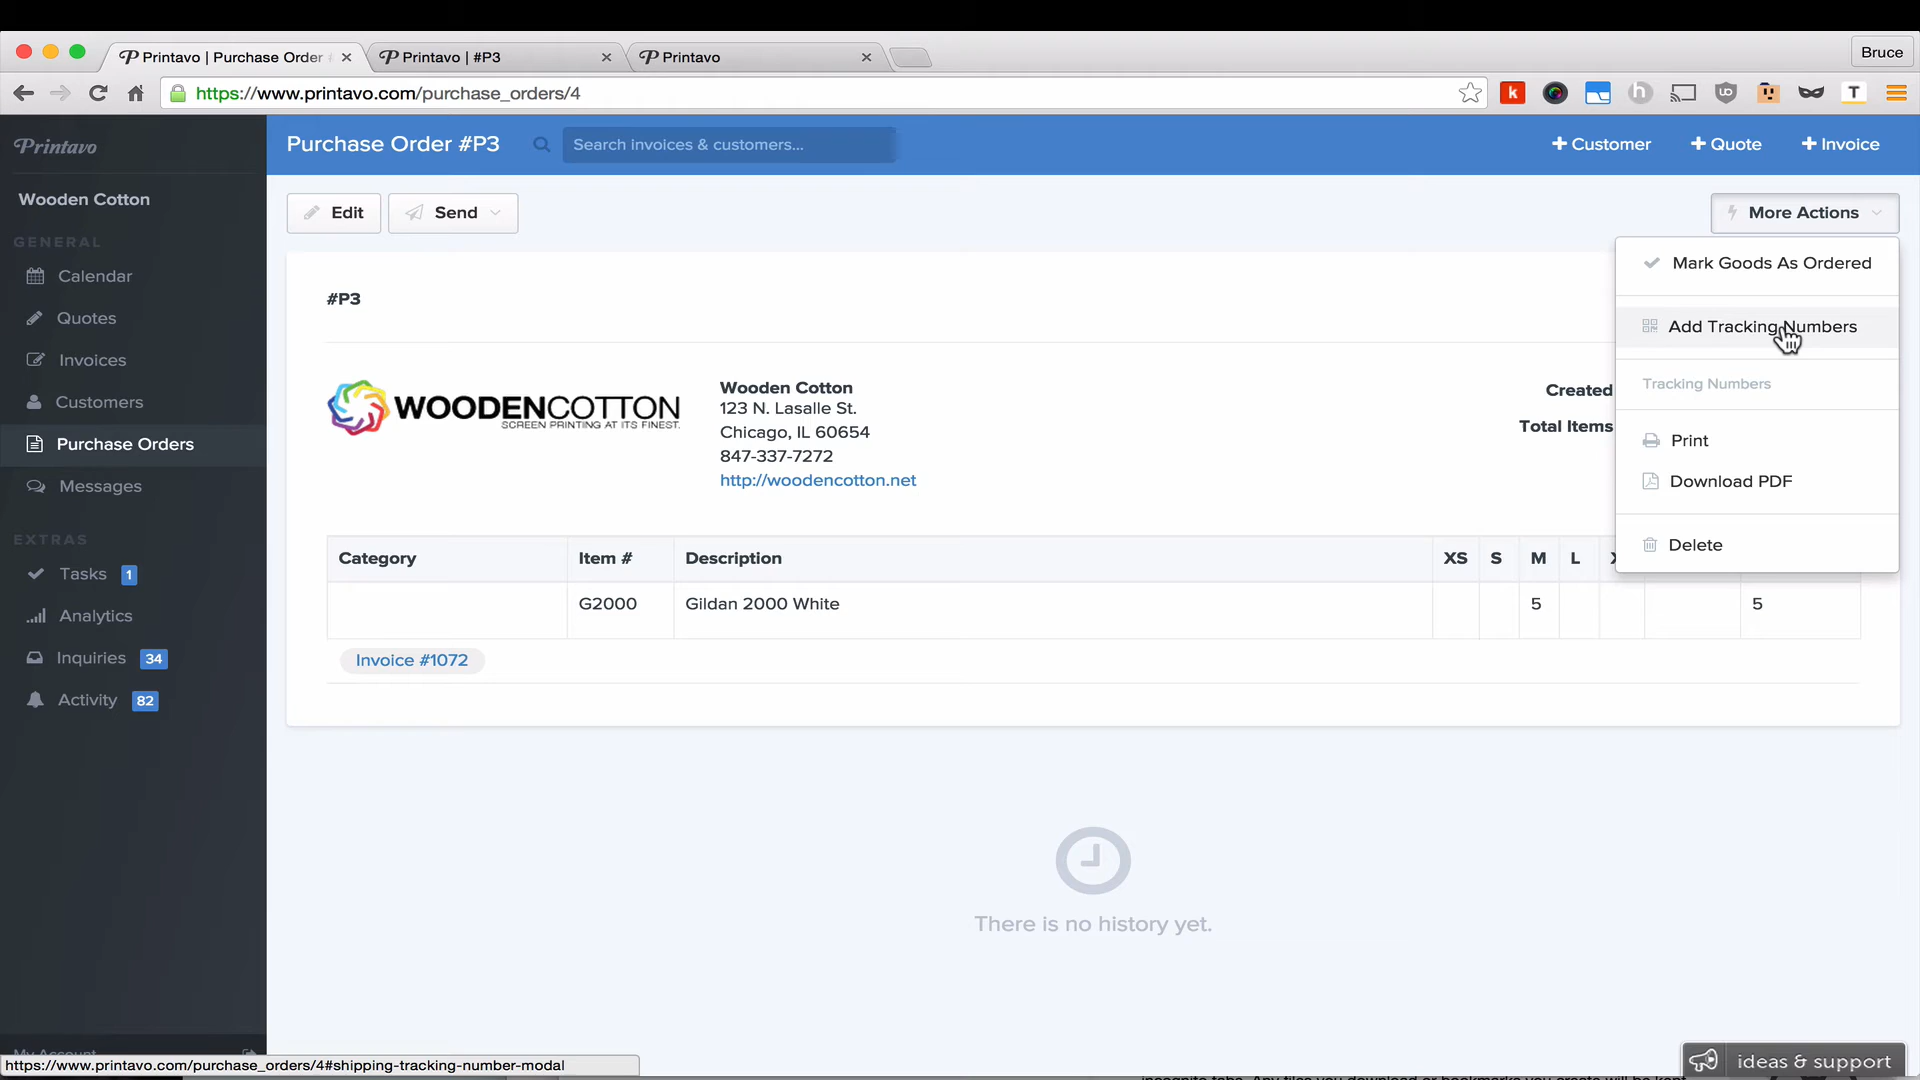 Printavo | Purchase Order
Printavo | #P3
Printavo
Bruce
https://www.printavo.com/purchase_orders/4
k
h
T
Printavo
Purchase Order #P3
Search invoices & customers...
+ Customer
+ Quote
+ Invoice
Wooden Cotton
GENERAL
Calendar
Quotes
Invoices
Customers
Purchase Orders
Messages
EXTRAS
Tasks 1
Analytics
Inquiries 34
Activity 82
Edit
Send
More Actions
Mark Goods As Ordered
Add Tracking Numbers
Tracking Numbers
Print
Download PDF
Delete
#P3
WOODENCOTTON
SCREEN PRINTING AT ITS FINEST.
Wooden Cotton
123 N. Lasalle St.
Chicago, IL 60654
847-337-7272
http://woodencotton.net
Created
Total Items
Category Item # Description XS S M L
G2000 Gildan 2000 White 5 5
Invoice #1072
There is no history yet.
https://www.printavo.com/purchase_orders/4#shipping-tracking-number-modal
ideas & support